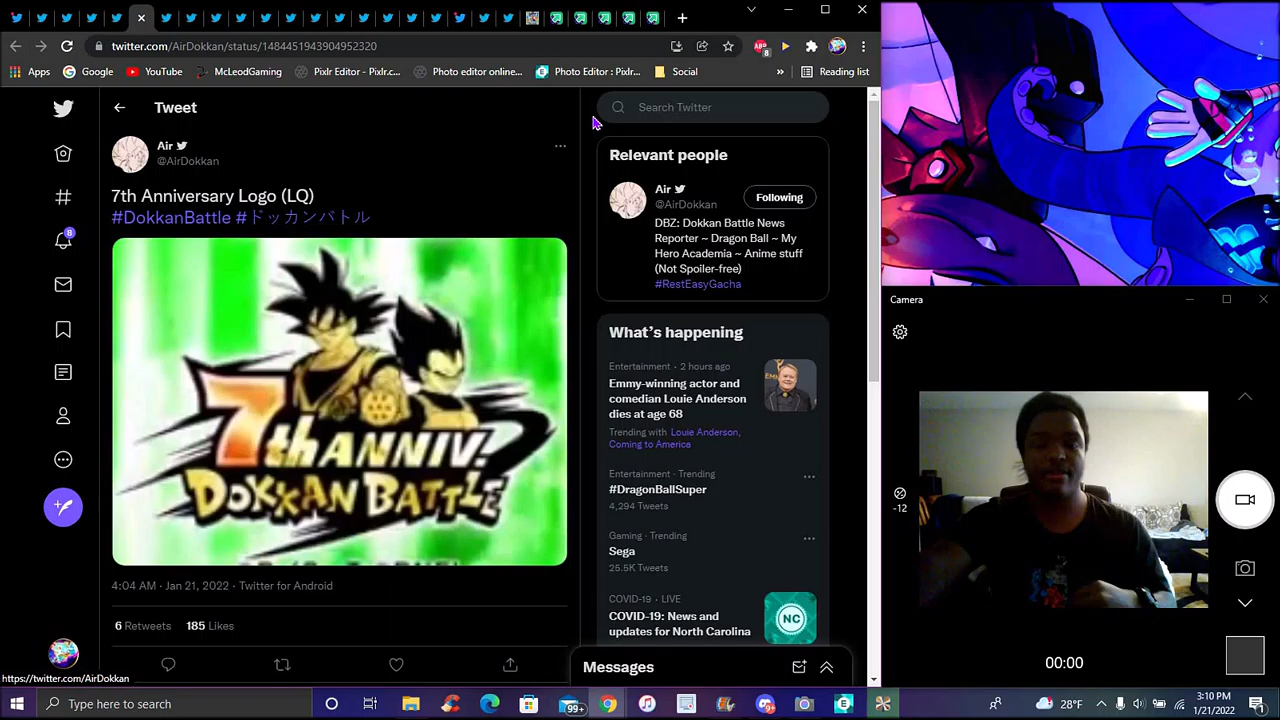 twitter.com/AirDokkan/status/1484451943904952320
8
Apps
Google
YouTube
McLeodGaming
Pixlr Editor - Pixlr.c...
Photo editor online...
Photo Editor : Pixlr...
Social
»
Reading list
Tweet
Air
@AirDokkan
7th Anniversary Logo (LQ)
#DokkanBattle #ドッカンバトル
7th ANNIV.
DOKKAN BATTLE
4:04 AM · Jan 21, 2022 · Twitter for Android
6 Retweets 185 Likes
8
https://twitter.com/AirDokkan
Search Twitter
Relevant people
Air
@AirDokkan
Following
DBZ: Dokkan Battle News
Reporter ~ Dragon Ball ~ My
Hero Academia ~ Anime stuff
(Not Spoiler-free)
#RestEasyGacha
What's happening
Entertainment · 2 hours ago
Emmy-winning actor and
comedian Louie Anderson
dies at age 68
Trending with Louie Anderson,
Coming to America
Entertainment · Trending
#DragonBallSuper
4,294 Tweets
Gaming · Trending
Sega
25.5K Tweets
COVID-19 · LIVE
COVID-19: News and
updates for North Carolina
NC
Messages
Camera
-12
00:00
Type here to search
99+
28°F
3:10 PM
1/21/2022
1